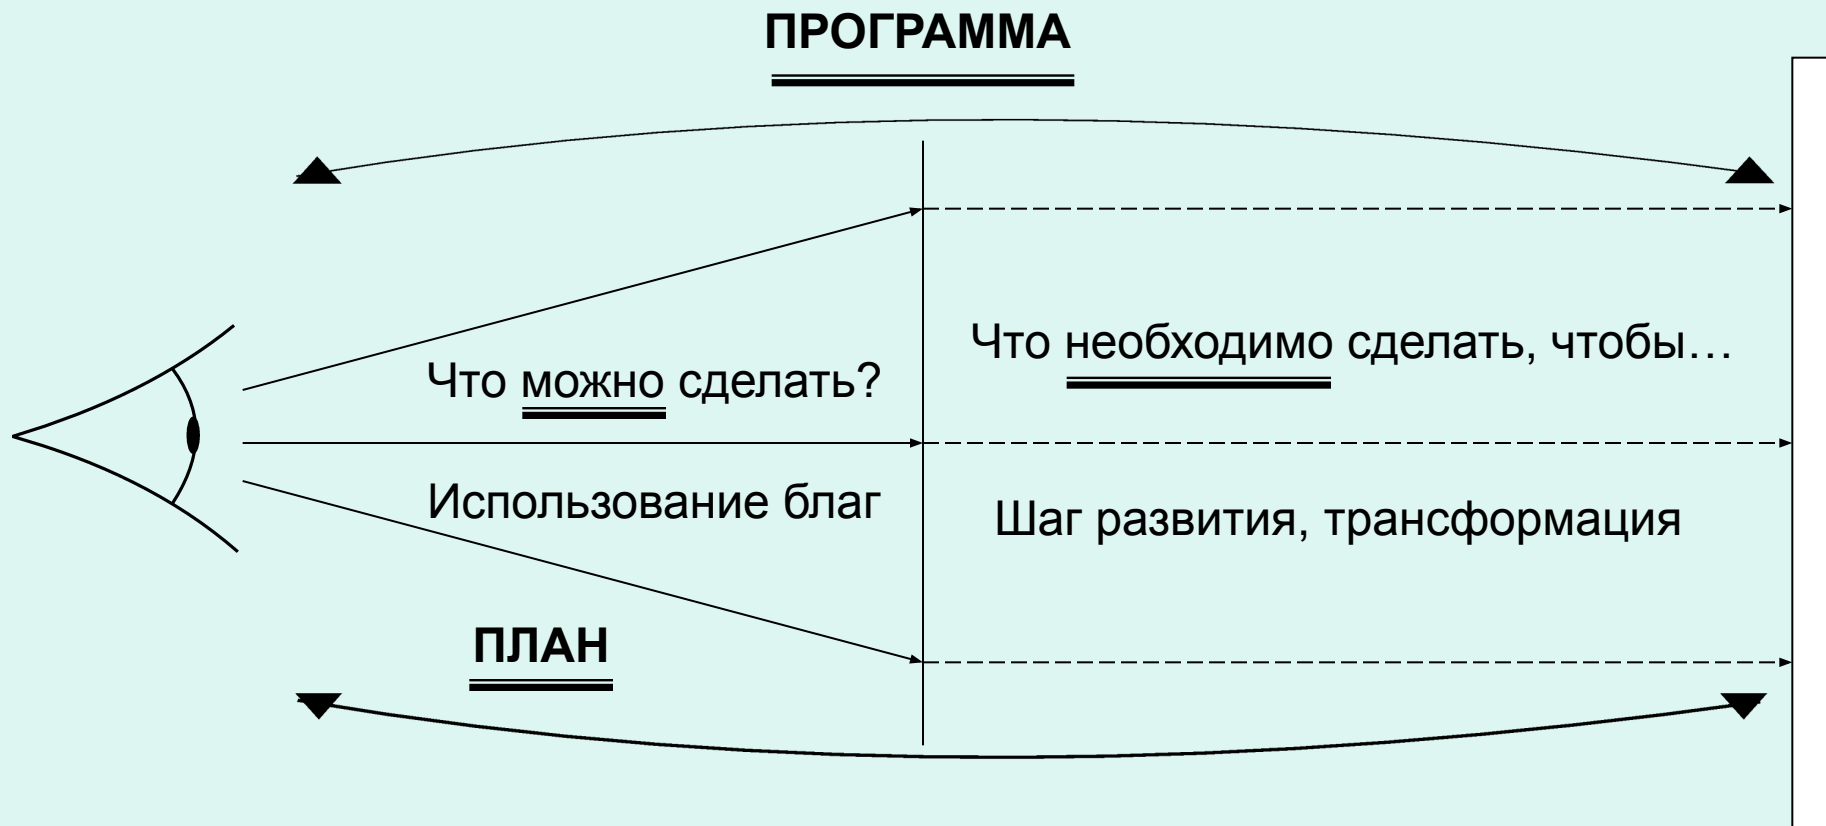 ПРОГРАММА
Что можно сделать?
Что необходимо сделать, чтобы…
Использование благ
Шаг развития, трансформация
ПЛАН